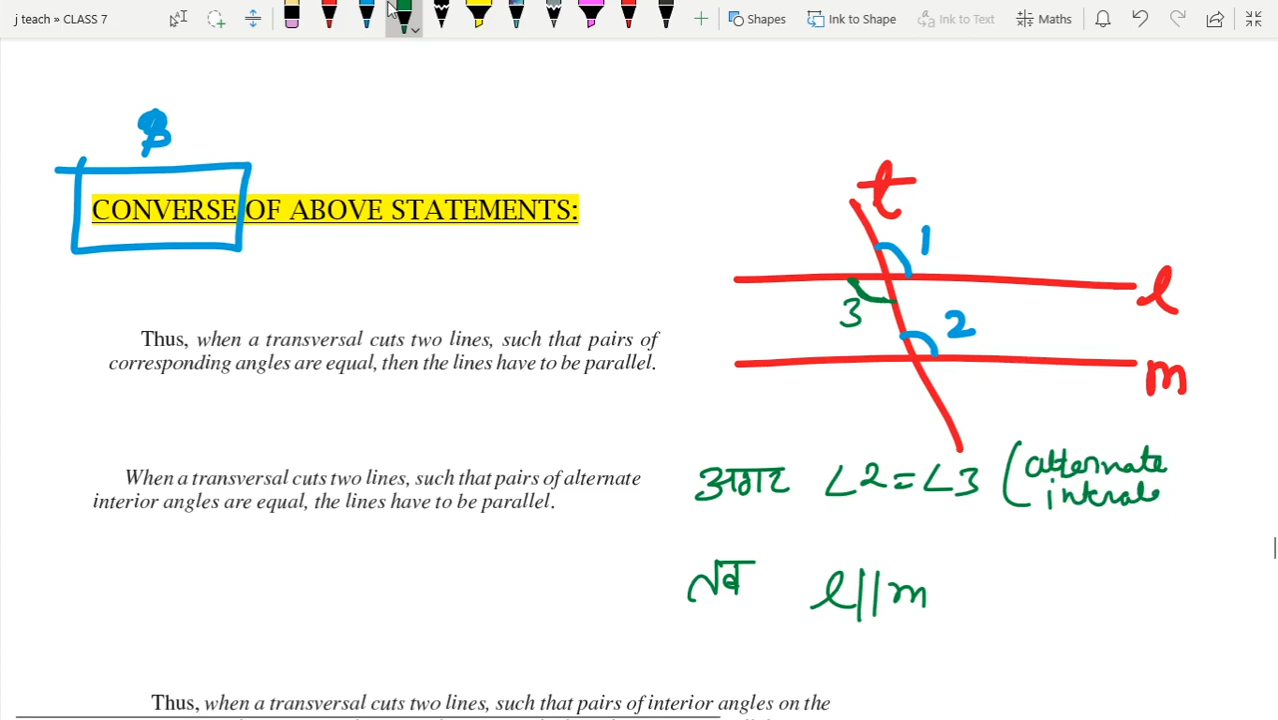 j teach » CLASS 7
Shapes
Ink to Shape
Ink to Text
Maths
CONVERSE OF ABOVE STATEMENTS:
t
1
l
3
2
m
Thus, when a transversal cuts two lines, such that pairs of
corresponding angles are equal, then the lines have to be parallel.
When a transversal cuts two lines, such that pairs of alternate
interior angles are equal, the lines have to be parallel.
अगर ∠2=∠3 (alternate
तब l||m
Thus, when a transversal cuts two lines, such that pairs of interior angles on the